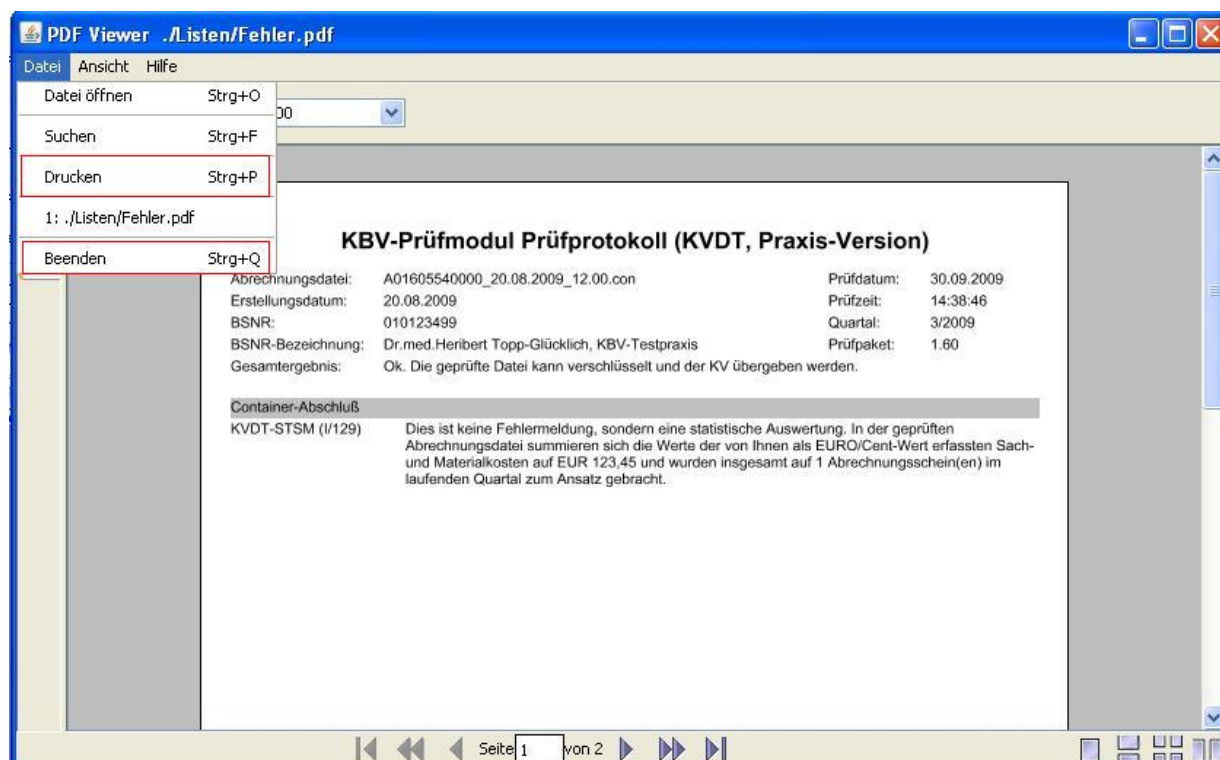 PDF Viewer ./Listen/Fehler.pdf
Datei Ansicht Hilfe
Datei öffnen Strg+O
00
Suchen Strg+F
Drucken Strg+P
1: ./Listen/Fehler.pdf
Beenden Strg+Q
KBV-Prüfmodul Prüfprotokoll (KVDT, Praxis-Version)
Abrechnungsdatei: A01605540000_20.08.2009_12.00.con Prüfdatum: 30.09.2009
Erstellungsdatum: 20.08.2009 Prüfzeit: 14:38:46
BSNR: 010123499 Quartal: 3/2009
BSNR-Bezeichnung: Dr.med.Heribert Topp-Glücklich, KBV-Testpraxis Prüfpaket: 1.60
Gesamtergebnis: Ok. Die geprüfte Datei kann verschlüsselt und der KV übergeben werden.
Container-Abschluß
KVDT-STSM (I/129) Dies ist keine Fehlermeldung, sondern eine statistische Auswertung. In der geprüften
Abrechnungsdatei summieren sich die Werte der von Ihnen als EURO/Cent-Wert erfassten Sach-
und Materialkosten auf EUR 123,45 und wurden insgesamt auf 1 Abrechnungsschein(en) im
laufenden Quartal zum Ansatz gebracht.
Seite 1 von 2